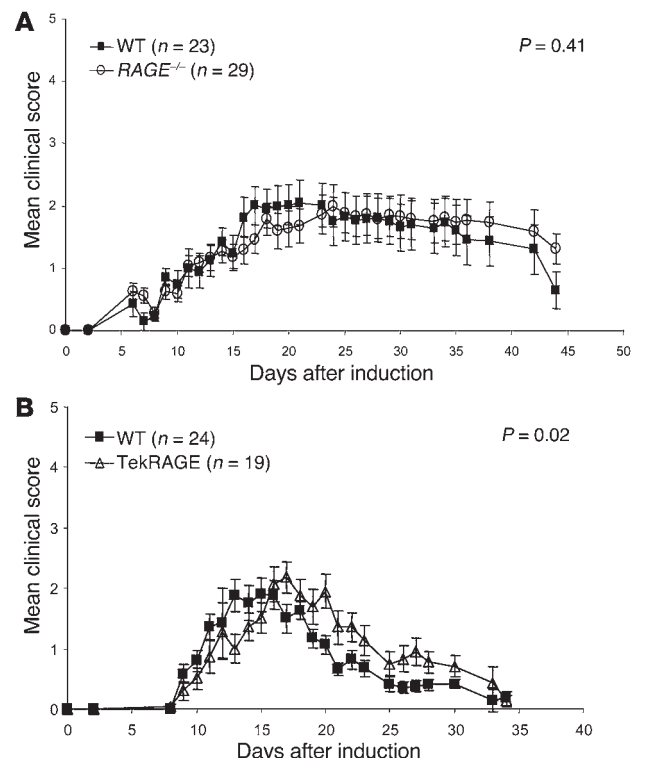 A
5
4
3
2
1
0
Mean clinical score
WT (n = 23)
RAGE–/– (n = 29)
P = 0.41
0 5 10 15 20 25 30 35 40 45 50
Days after induction
B
5
4
3
2
1
0
Mean clinical score
WT (n = 24)
TekRAGE (n = 19)
P = 0.02
0 5 10 15 20 25 30 35 40
Days after induction